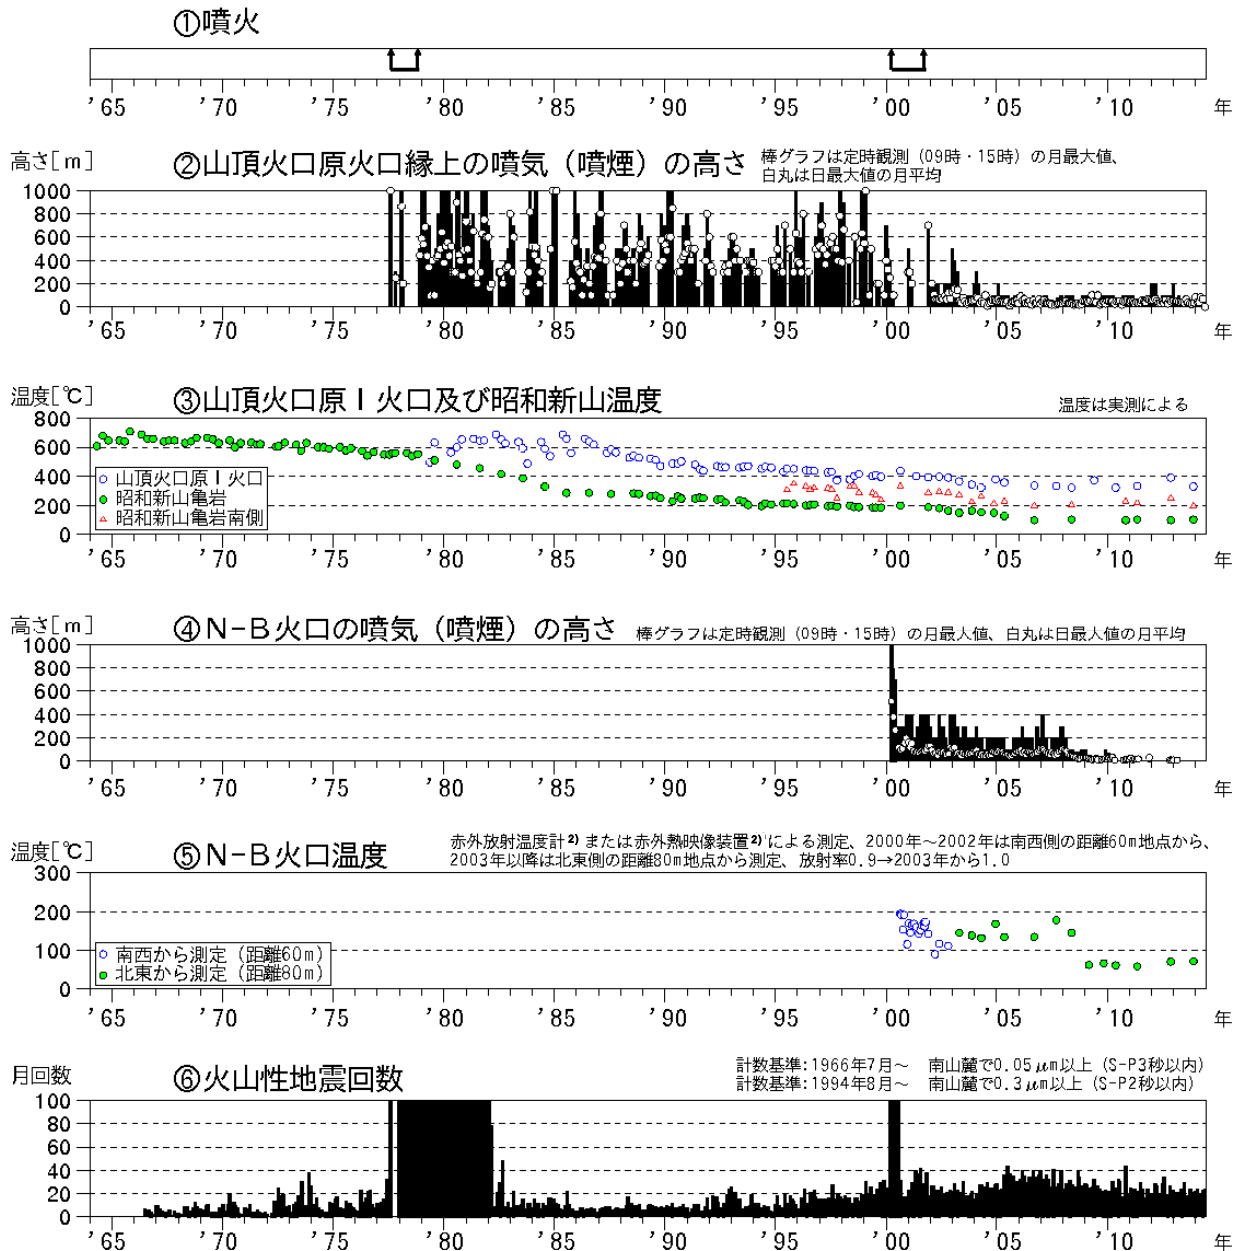 ①噴火
'65 '70 '75 '80 '85 '90 '95 '00 '05 '10 年
高さ[m] ②山頂火口原火口縁上の噴気（噴煙）の高さ 棒グラフは定時観測（09時・15時）の月最大値、
白丸は日最大値の月平均
1000
800
600
400
200
0
'65 '70 '75 '80 '85 '90 '95 '00 '05 '10 年
温度[℃] ③山頂火口原Ｉ火口及び昭和新山温度 温度は実測による
800
600
400
200
0
山頂火口原Ｉ火口
昭和新山亀岩
昭和新山亀岩南側
'65 '70 '75 '80 '85 '90 '95 '00 '05 '10 年
高さ[m] ④N-B火口の噴気（噴煙）の高さ 棒グラフは定時観測（09時・15時）の月最大値、白丸は日最大値の月平均
1000
800
600
400
200
0
'65 '70 '75 '80 '85 '90 '95 '00 '05 '10 年
温度[℃] ⑤N-B火口温度 赤外放射温度計2)または赤外熱映像装置2)による測定、2000年～2002年は南西側の距離60m地点から、
2003年以降は北東側の距離80m地点から測定、放射率0.9→2003年から1.0
300
200
100
0
南西から測定（距離60m）
北東から測定（距離80m）
'65 '70 '75 '80 '85 '90 '95 '00 '05 '10 年
月回数 ⑥火山性地震回数 計数基準:1966年7月～ 南山麓で0.05μm以上（S-P3秒以内）
計数基準:1994年8月～ 南山麓で0.3μm以上（S-P2秒以内）
100
80
60
40
20
0
'65 '70 '75 '80 '85 '90 '95 '00 '05 '10 年